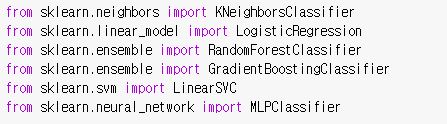 from sklearn.neighbors import KNeighborsClassifier
from sklearn.linear_model import LogisticRegression
from sklearn.ensemble import RandomForestClassifier
from sklearn.ensemble import GradientBoostingClassifier
from sklearn.svm import LinearSVC
from sklearn.neural_network import MLPClassifier